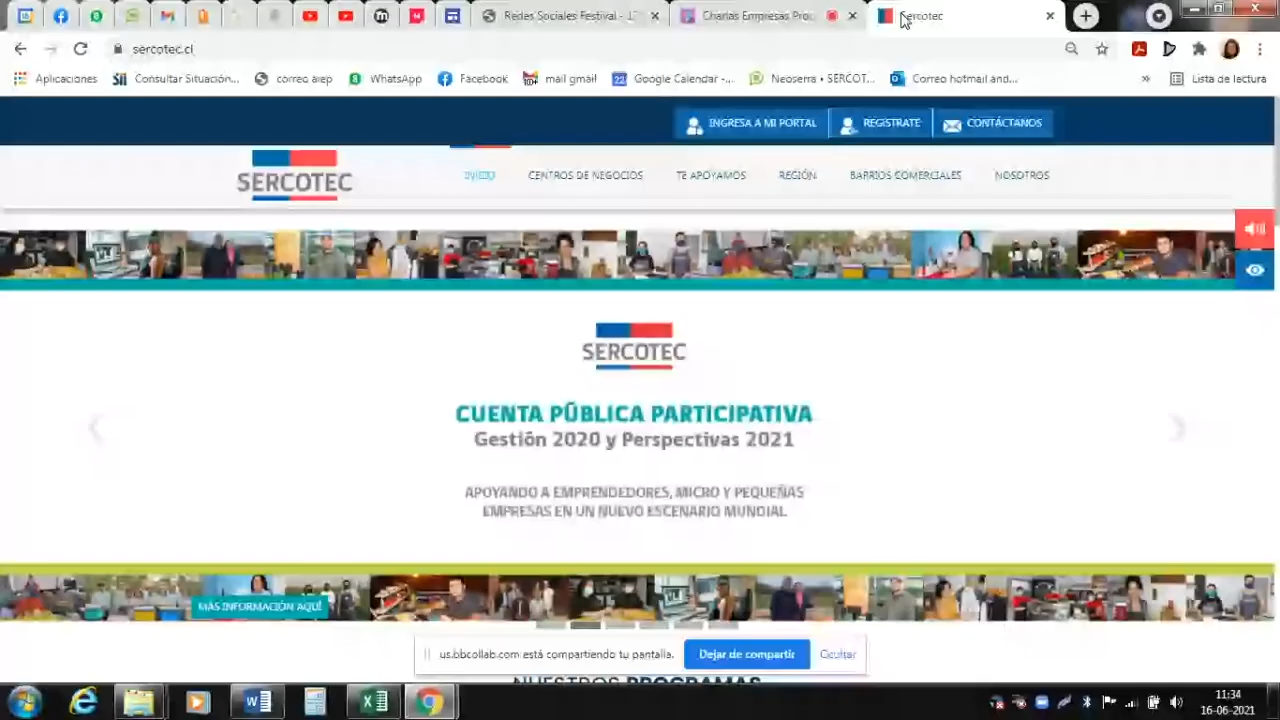 Redes Sociales Festival - 1
Charlas Empresas Pro
Sercotec
sercotec.cl
Aplicaciones
Consultar Situación...
correo aiep
WhatsApp
Facebook
mail gmail
Google Calendar -...
Neoserra • SERCOT...
Correo hotmail and...
»
Lista de lectura
INGRESA A MI PORTAL
REGÍSTRATE
CONTÁCTANOS
SERCOTEC
INICIO
CENTROS DE NEGOCIOS
TE APOYAMOS
REGIÓN
BARRIOS COMERCIALES
NOSOTROS
SERCOTEC
CUENTA PÚBLICA PARTICIPATIVA
Gestión 2020 y Perspectivas 2021
APOYANDO A EMPRENDEDORES, MICRO Y PEQUEÑAS
EMPRESAS EN UN NUEVO ESCENARIO MUNDIAL
MÁS INFORMACIÓN AQUÍ
us.bbcollab.com está compartiendo tu pantalla.
Dejar de compartir
Ocultar
NUESTROS PROGRAMAS
11:34
16-06-2021